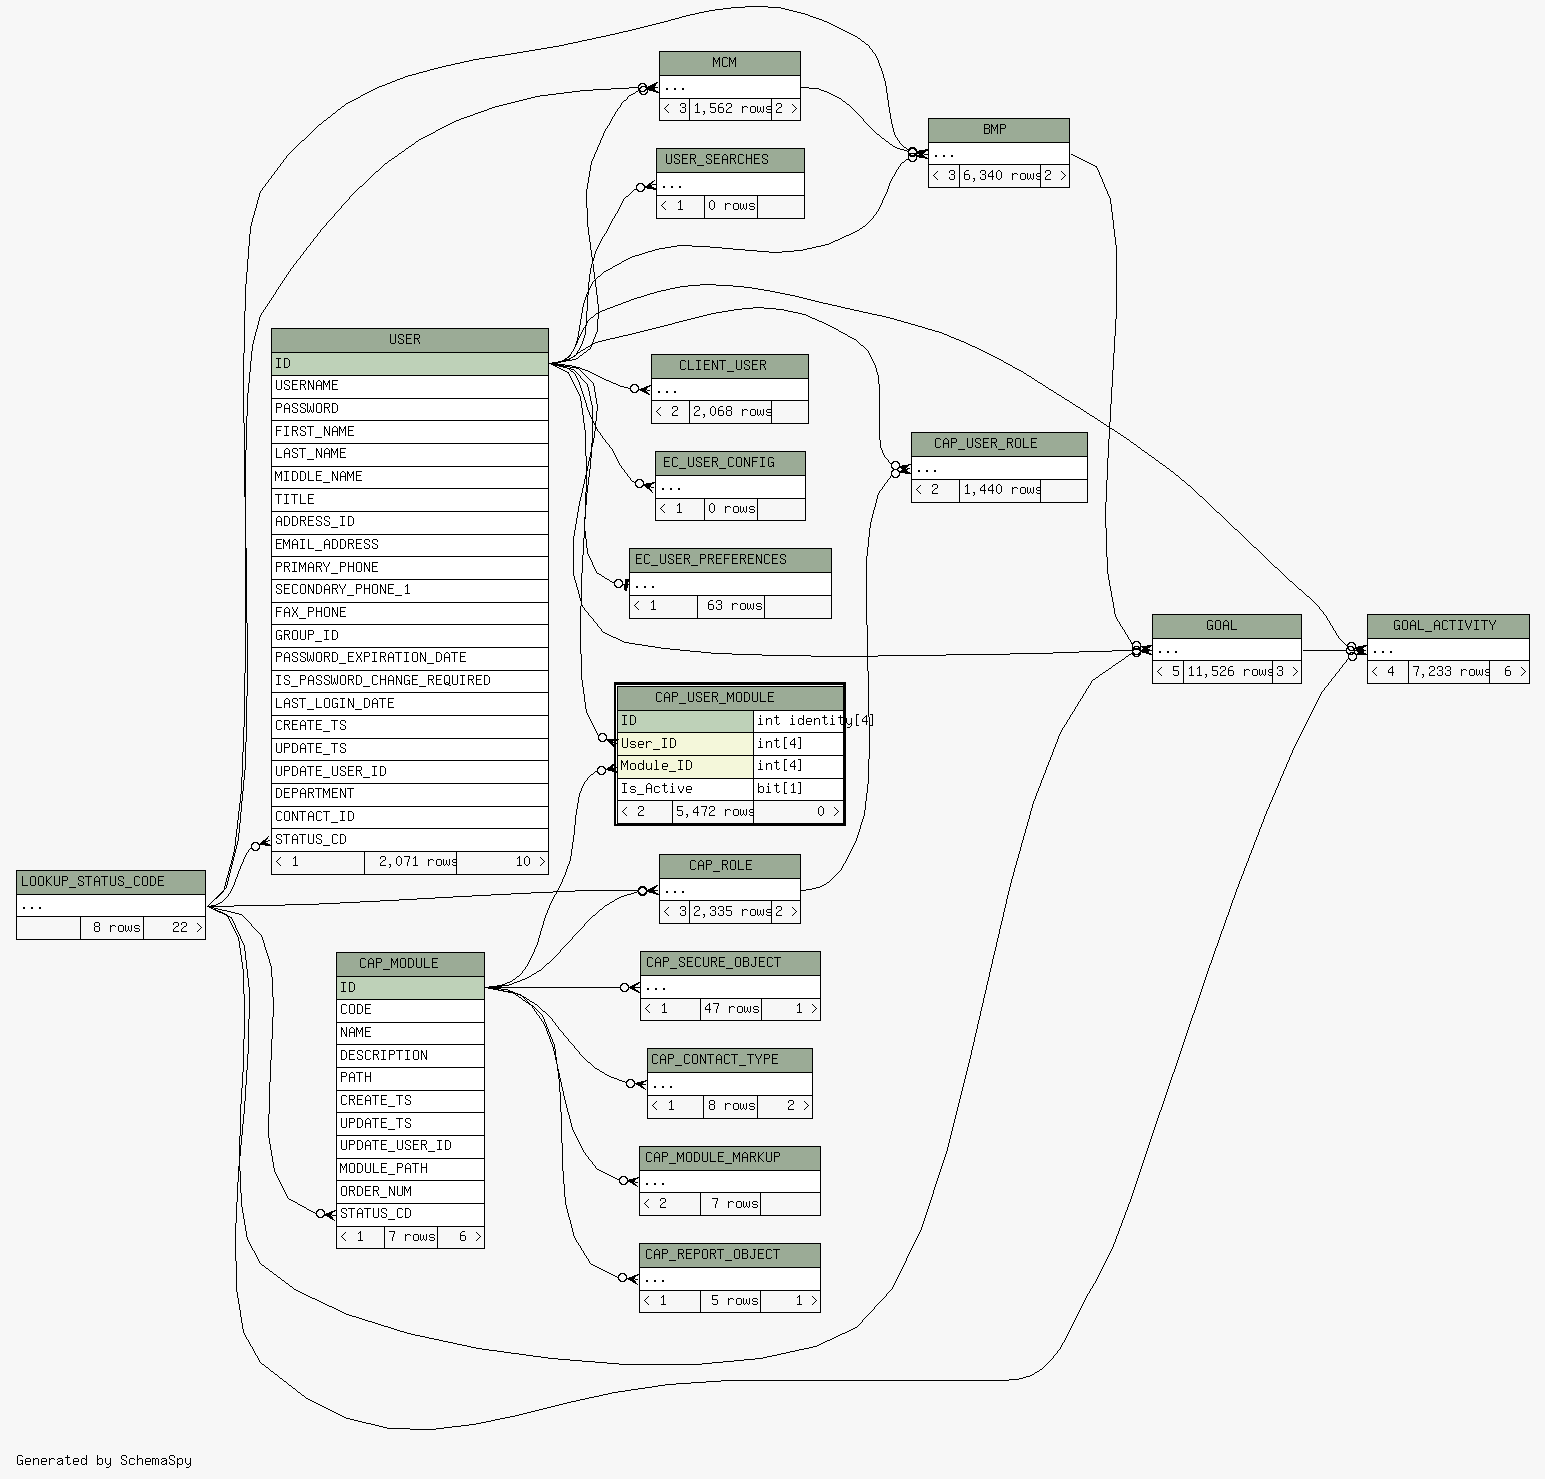 MCM
...
< 3 1,562 rows 2 >
USER_SEARCHES
...
< 1 0 rows
BMP
...
< 3 6,340 rows 2 >
USER
ID
USERNAME
PASSWORD
FIRST_NAME
LAST_NAME
MIDDLE_NAME
TITLE
ADDRESS_ID
EMAIL_ADDRESS
PRIMARY_PHONE
SECONDARY_PHONE_1
FAX_PHONE
GROUP_ID
PASSWORD_EXPIRATION_DATE
IS_PASSWORD_CHANGE_REQUIRED
LAST_LOGIN_DATE
CREATE_TS
UPDATE_TS
UPDATE_USER_ID
DEPARTMENT
CONTACT_ID
STATUS_CD
< 1 2,071 rows 10 >
CLIENT_USER
...
< 2 2,068 rows
EC_USER_CONFIG
...
< 1 0 rows
CAP_USER_ROLE
...
< 2 1,440 rows
EC_USER_PREFERENCES
...
< 1 63 rows
GOAL
...
< 5 11,526 rows 3 >
GOAL_ACTIVITY
...
< 4 7,233 rows 6 >
CAP_USER_MODULE
ID int identity[4]
User_ID int[4]
Module_ID int[4]
Is_Active bit[1]
< 2 5,472 rows 0 >
LOOKUP_STATUS_CODE
...
8 rows 22 >
CAP_ROLE
...
< 3 2,335 rows 2 >
CAP_MODULE
ID
CODE
NAME
DESCRIPTION
PATH
CREATE_TS
UPDATE_TS
UPDATE_USER_ID
MODULE_PATH
ORDER_NUM
STATUS_CD
< 1 7 rows 6 >
CAP_SECURE_OBJECT
...
< 1 47 rows 1 >
CAP_CONTACT_TYPE
...
< 1 8 rows 2 >
CAP_MODULE_MARKUP
...
< 2 7 rows
CAP_REPORT_OBJECT
...
< 1 5 rows 1 >
Generated by SchemaSpy